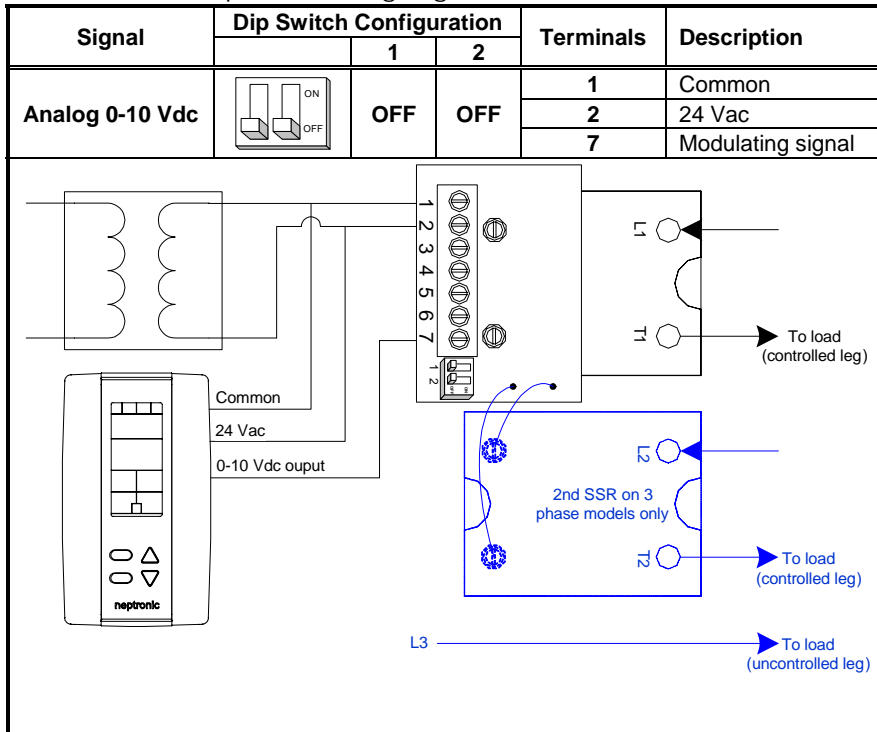 Signal Dip Switch Configuration Terminals Description
1 2
Analog 0-10 Vdc ON OFF OFF OFF 1 Common
2 24 Vac
7 Modulating signal
1
2
3
4
5
6
7
1
2
ON
OFF
L1
T1
To load
(controlled leg)
Common
24 Vac
0-10 Vdc ouput
neptronic
L2
2nd SSR on 3
phase models only
T2
To load
(controlled leg)
L3
To load
(uncontrolled leg)